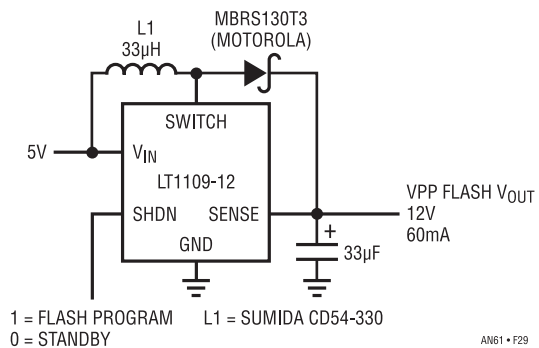 L1
33µH
MBRS130T3
(MOTOROLA)
SWITCH
5V
VIN
LT1109-12
SHDN
SENSE
GND
VPP FLASH VOUT
12V
60mA
+
33µF
1 = FLASH PROGRAM
0 = STANDBY
L1 = SUMIDA CD54-330
AN61 • F29